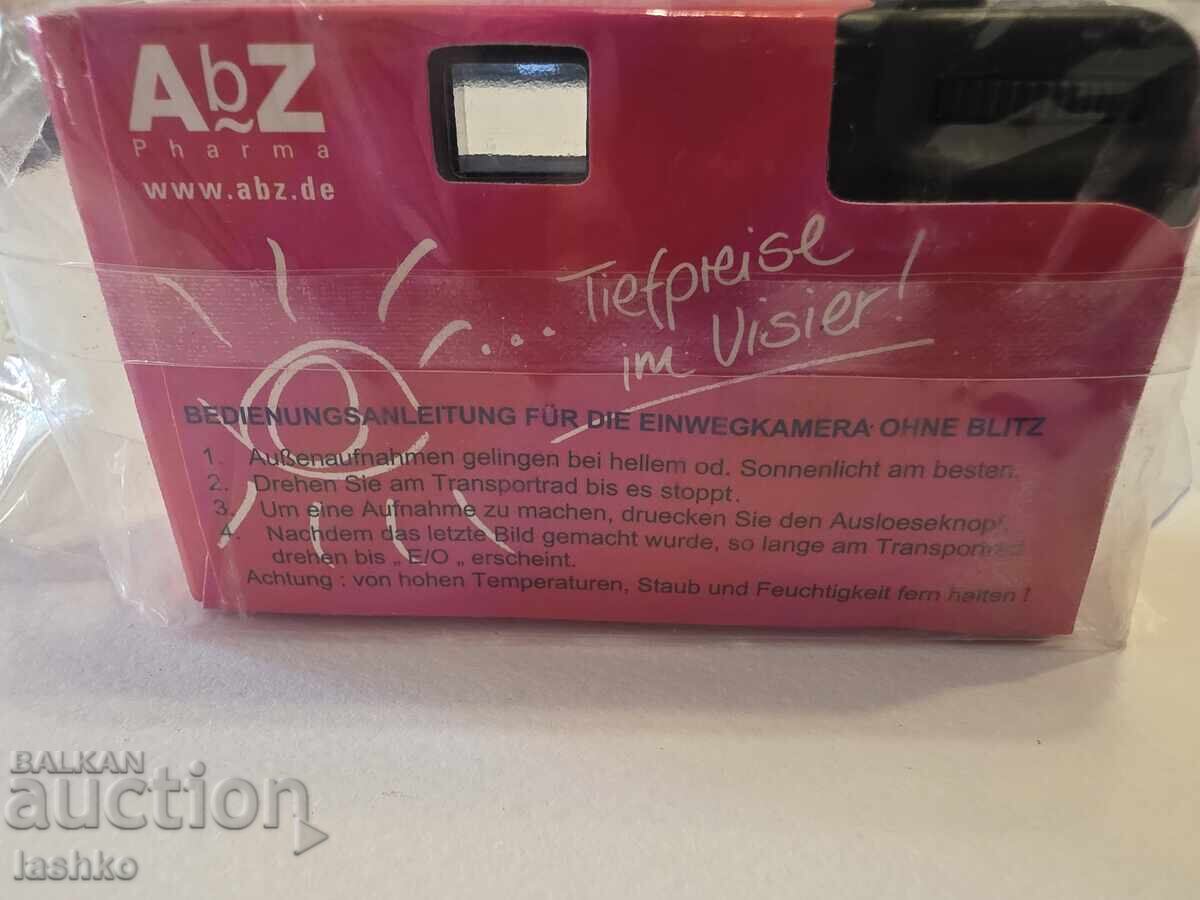 AbZ
Pharma
www.abz.de
... Tiefpreise
im Visier!
BEDIENUNGSANLEITUNG FÜR DIE EINWEGKAMERA OHNE BLITZ
1. Außenaufnahmen gelingen bei hellem od. Sonnenlicht am besten.
2. Drehen Sie am Transportrad bis es stoppt.
3. Um eine Aufnahme zu machen, druecken Sie den Ausloeseknopf.
4. Nachdem das letzte Bild gemacht wurde, so lange am Transportrad
drehen bis „ E/O „ erscheint.
Achtung : von hohen Temperaturen, Staub und Feuchtigkeit fern halten !
BALKAN
auction
lashko